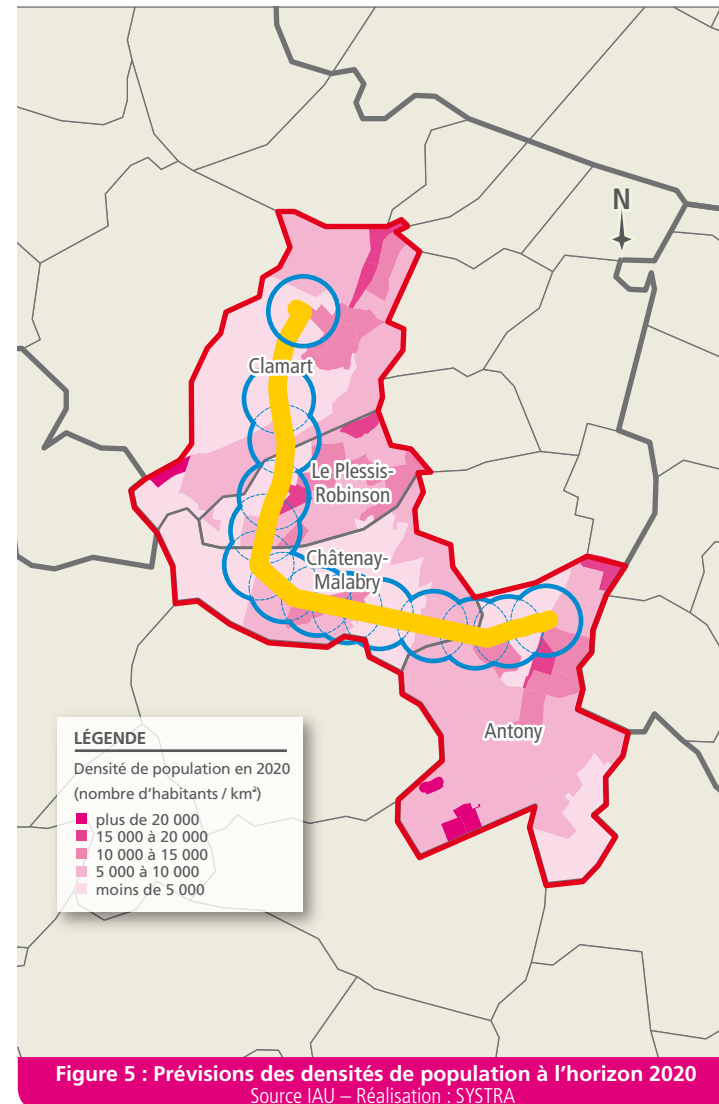 N
Clamart
Le Plessis-
Robinson
Châtenay-
Malabry
Antony
LÉGENDE
Densité de population en 2020
(nombre d'habitants / km²)
plus de 20 000
15 000 à 20 000
10 000 à 15 000
5 000 à 10 000
moins de 5 000
Figure 5 : Prévisions des densités de population à l'horizon 2020
Source IAU – Réalisation : SYSTRA